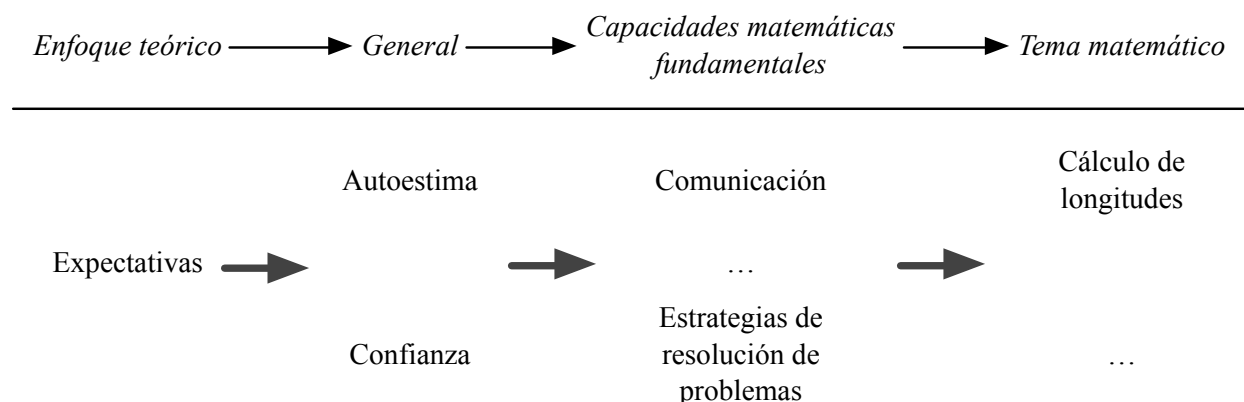 Enfoque teórico
General
Capacidades matemáticas
fundamentales
Tema matemático
Autoestima
Comunicación
Cálculo de
longitudes
Expectativas
…
Confianza
Estrategias de
resolución de
problemas
…